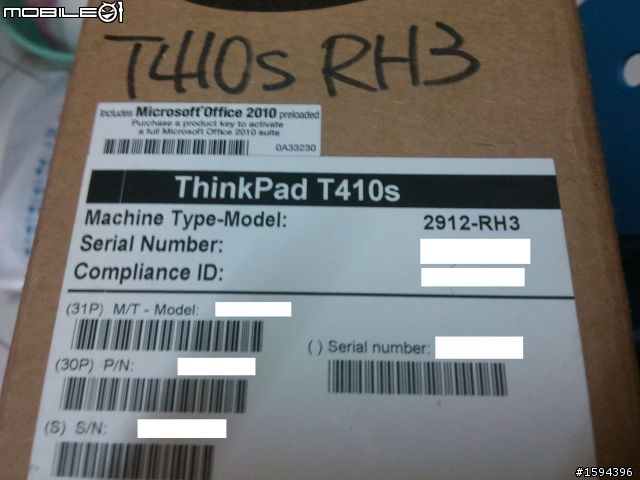 MOBILE01
T410s RH3
Includes Microsoft® Office 2010 preloaded
Purchase a product key to activate
a full Microsoft Office 2010 suite
0A33230
ThinkPad T410s
Machine Type-Model: 2912-RH3
Serial Number:
Compliance ID:
(31P) M/T - Model:
( ) Serial number:
(30P) P/N:
(S) S/N:
#1594396